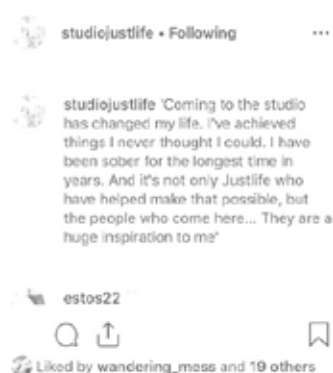 studiojustlife • Following
studiojustlife 'Coming to the studio
has changed my life. I've achieved
things I never thought I could. I have
been sober for the longest time in
years. And it's not only Justlife who
have helped make that possible, but
the people who come here... They are a
huge inspiration to me'
estos22
Liked by wandering_mess and 19 others